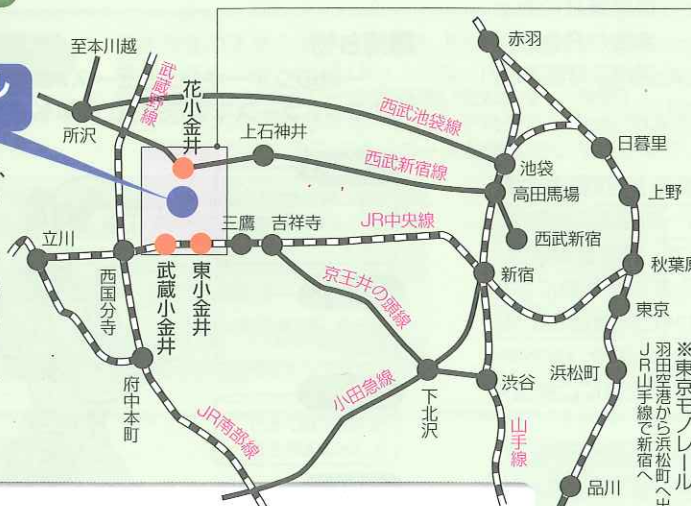 至本川越
所沢
武蔵野線
花小金井
上石神井
西武池袋線
西武新宿線
赤羽
池袋
高田馬場
西武新宿
日暮里
上野
秋葉原
東京
立川
西国分寺
武蔵小金井
東小金井
三鷹
吉祥寺
JR中央線
新宿
京王井の頭線
小田急線
下北沢
渋谷
山手線
府中本町
JR南部線
浜松町
品川
※東京モノレール
羽田空港から浜松町へ出
JR山手線で新宿へ